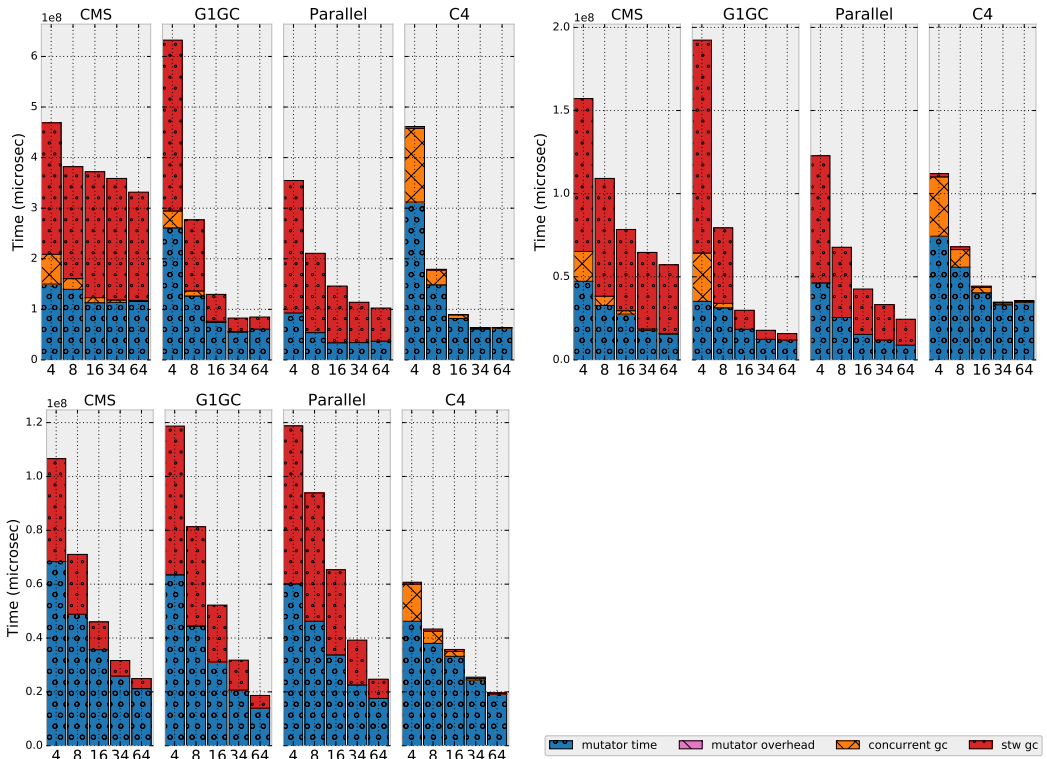 1e8
CMS
G1GC
Parallel
C4
Time (microsec)
6
5
4
3
2
1
0
4 8 16 34 64
4 8 16 34 64
4 8 16 34 64
4 8 16 34 64
1e8
CMS
G1GC
Parallel
C4
Time (microsec)
2.0
1.5
1.0
0.5
0.0
4 8 16 34 64
4 8 16 34 64
4 8 16 34 64
4 8 16 34 64
1e8
CMS
G1GC
Parallel
C4
Time (microsec)
1.2
1.0
0.8
0.6
0.4
0.2
0.0
4 8 16 34 64
4 8 16 34 64
4 8 16 34 64
4 8 16 34 64
mutator time mutator overhead concurrent gc stw gc